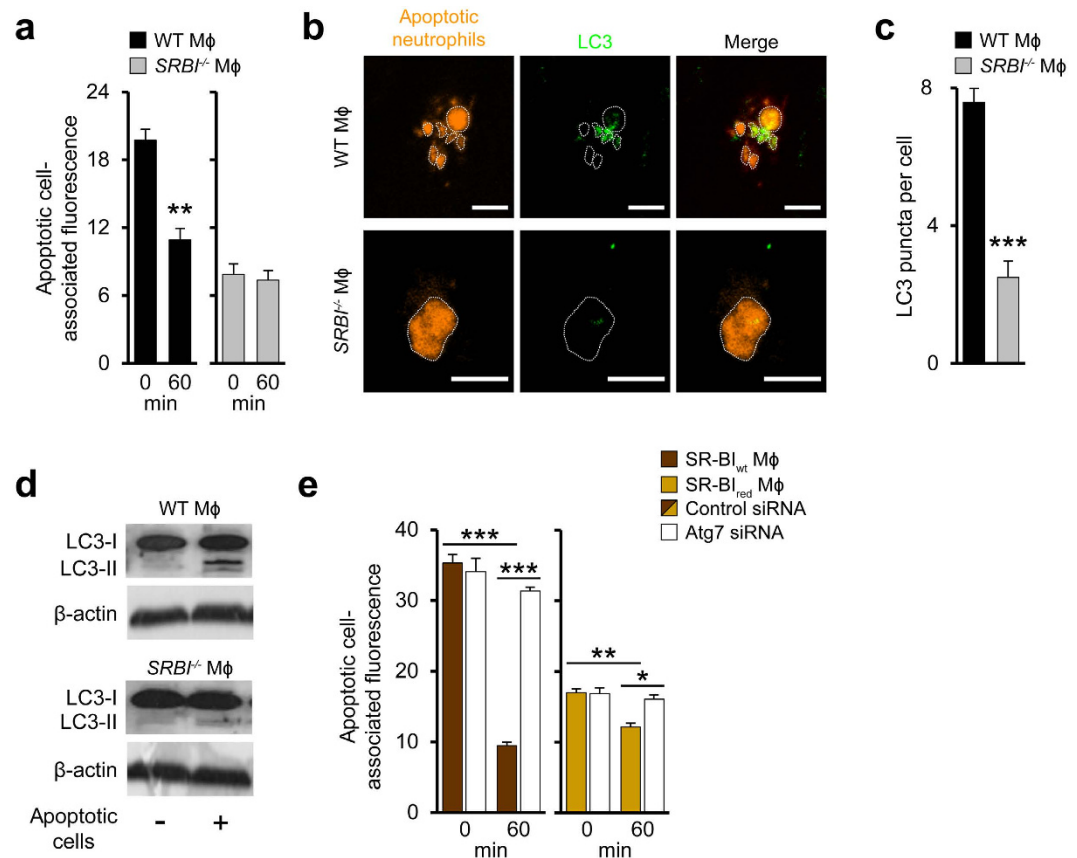 a
WT Mϕ
SRBI-/- Mϕ
Apoptotic cell-
associated fluorescence
24
18
12
6
0
**
0 60 0 60
min min
b
Apoptotic
neutrophils
LC3
Merge
WT Mϕ
SRBI-/- Mϕ
c
WT Mϕ
SRBI-/- Mϕ
LC3 puncta per cell
8
4
0
***
d
WT Mϕ
LC3-I
LC3-II
β-actin
SRBI-/- Mϕ
LC3-I
LC3-II
β-actin
Apoptotic
cells
- +
e
SR-BIwt Mϕ
SR-BIred Mϕ
Control siRNA
Atg7 siRNA
Apoptotic cell-
associated fluorescence
40
30
20
10
0
***
***
**
*
0 60 0 60
min min